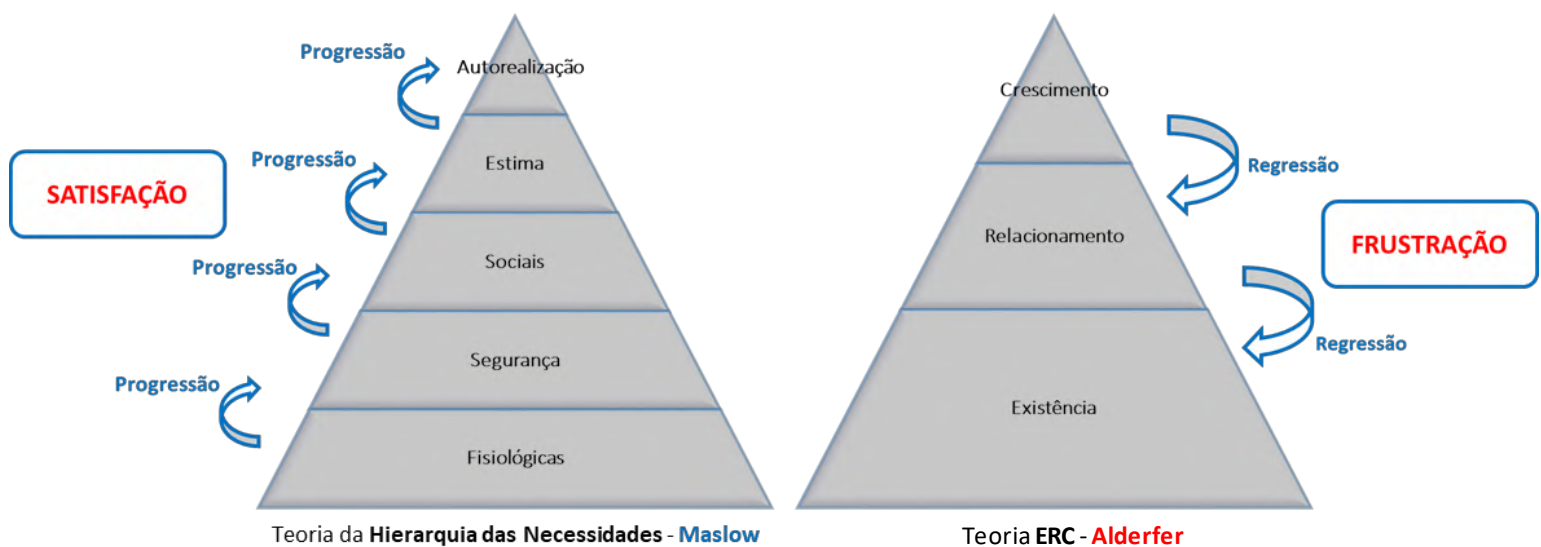 Progressão
Autorealização
Progressão
Estima
SATISFAÇÃO
Progressão
Sociais
Progressão
Segurança
Fisiológicas
Teoria da Hierarquia das Necessidades - Maslow
Crescimento
Regressão
Relacionamento
FRUSTRAÇÃO
Regressão
Existência
Teoria ERC - Alderfer